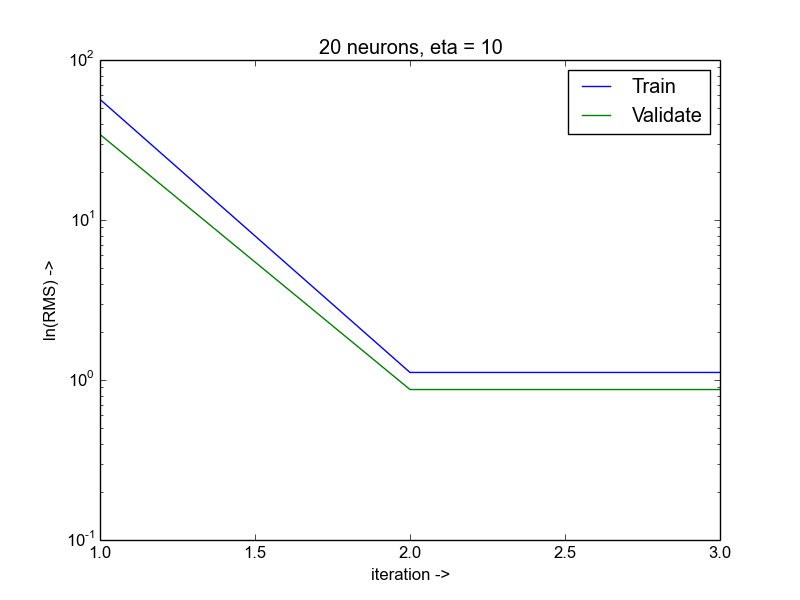 20 neurons, eta = 10
Train
Validate
10^2
10^1
10^0
10^-1
ln(RMS) ->
1.0 1.5 2.0 2.5 3.0
iteration ->